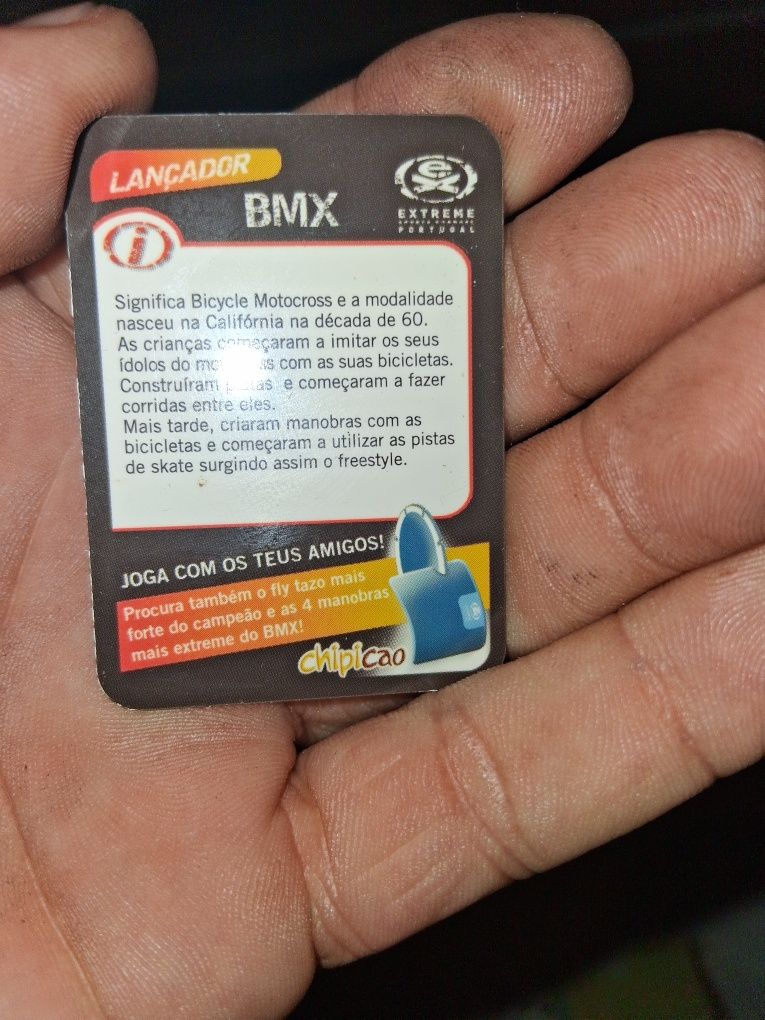 LANÇADOR
BMX
ex
EXTREME
PORTUGAL
i
Significa Bicycle Motocross e a modalidade
nasceu na Califórnia na década de 60.
As crianças começaram a imitar os seus
ídolos do com as suas bicicletas.
Construíram e começaram a fazer
corridas entre eles.
Mais tarde, criaram manobras com as
bicicletas e começaram a utilizar as pistas
de skate surgindo assim o freestyle.
JOGA COM OS TEUS AMIGOS!
Procura também o fly tazo mais
forte do campeão e as 4 manobras
mais extreme do BMX!
chipicao